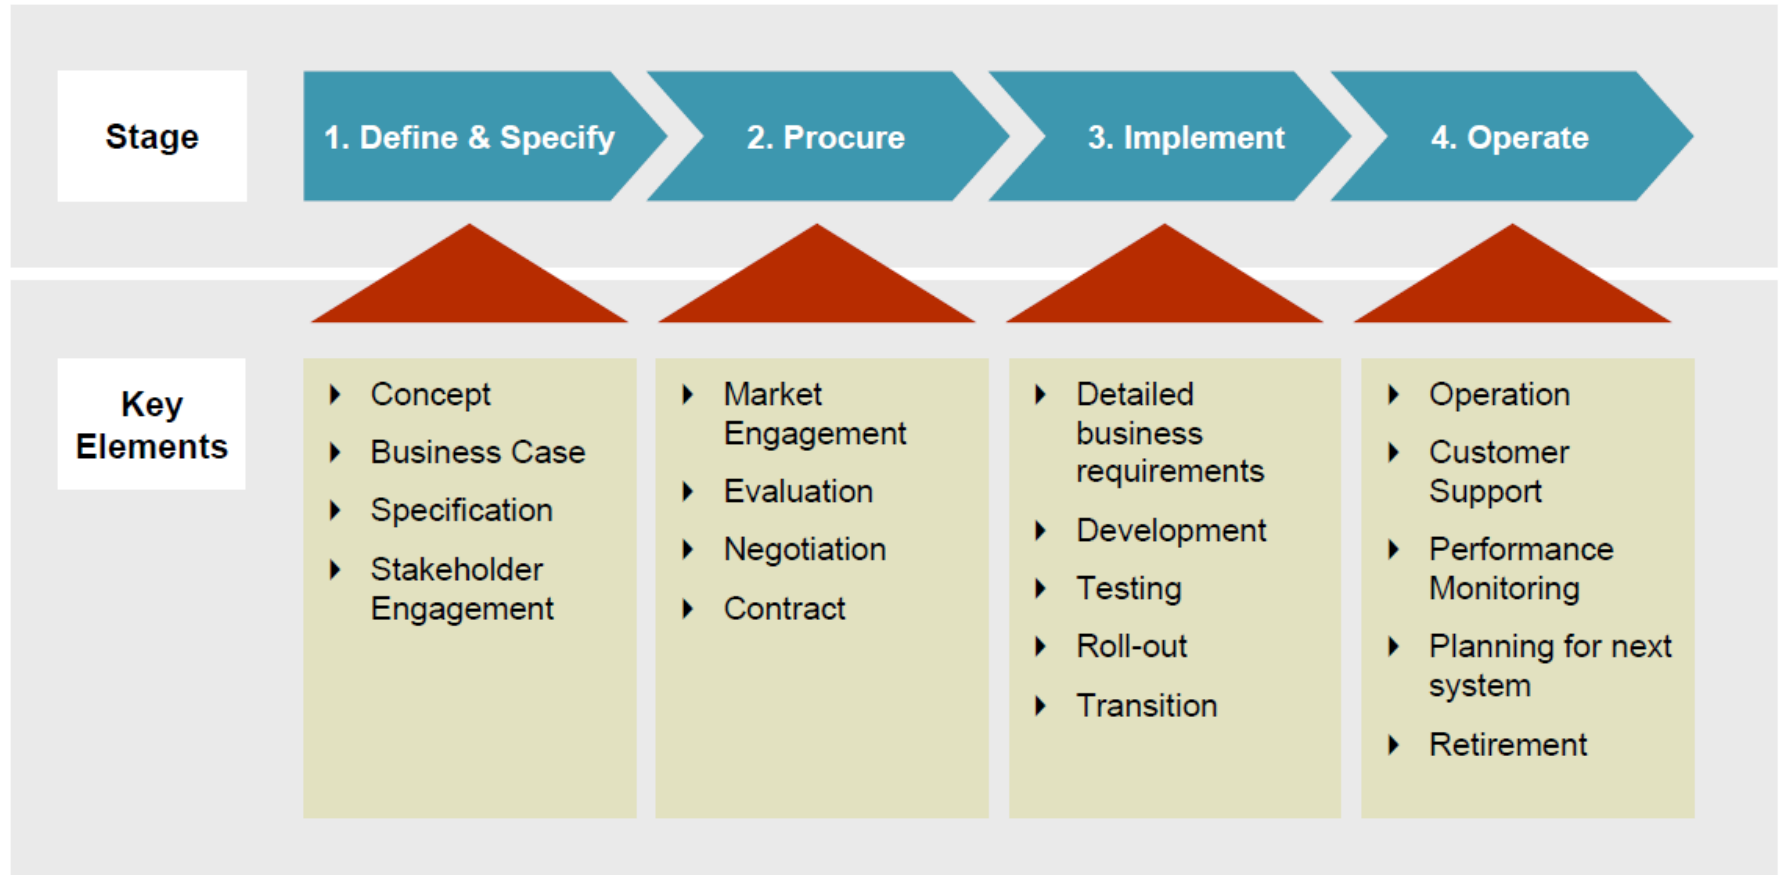 Stage
1. Define & Specify
2. Procure
3. Implement
4. Operate
Key
Elements
Concept
Business Case
Specification
Stakeholder
Engagement
Market
Engagement
Evaluation
Negotiation
Contract
Detailed
business
requirements
Development
Testing
Roll-out
Transition
Operation
Customer
Support
Performance
Monitoring
Planning for next
system
Retirement